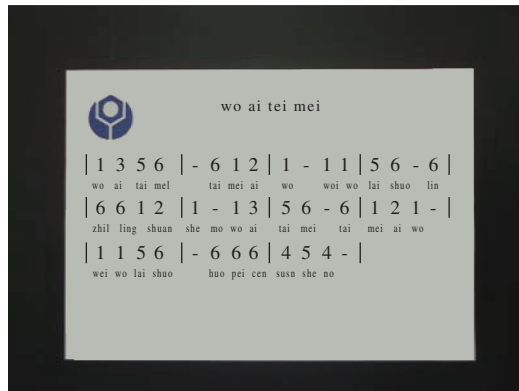 wo ai tei mei
| 1 3 5 6 | - 6 1 2 | 1 - 1 1 | 5 6 - 6 |
wo ai tai mel tai mei ai wo woi wo lai shuo lin
| 6 6 1 2 | 1 - 1 3 | 5 6 - 6 | 1 2 1 - |
zhil ling shuan she mo wo ai tai mei tai mei ai wo
| 1 1 5 6 | - 6 6 6 | 4 5 4 - |
wei wo lai shuo huo pei cen susn she no